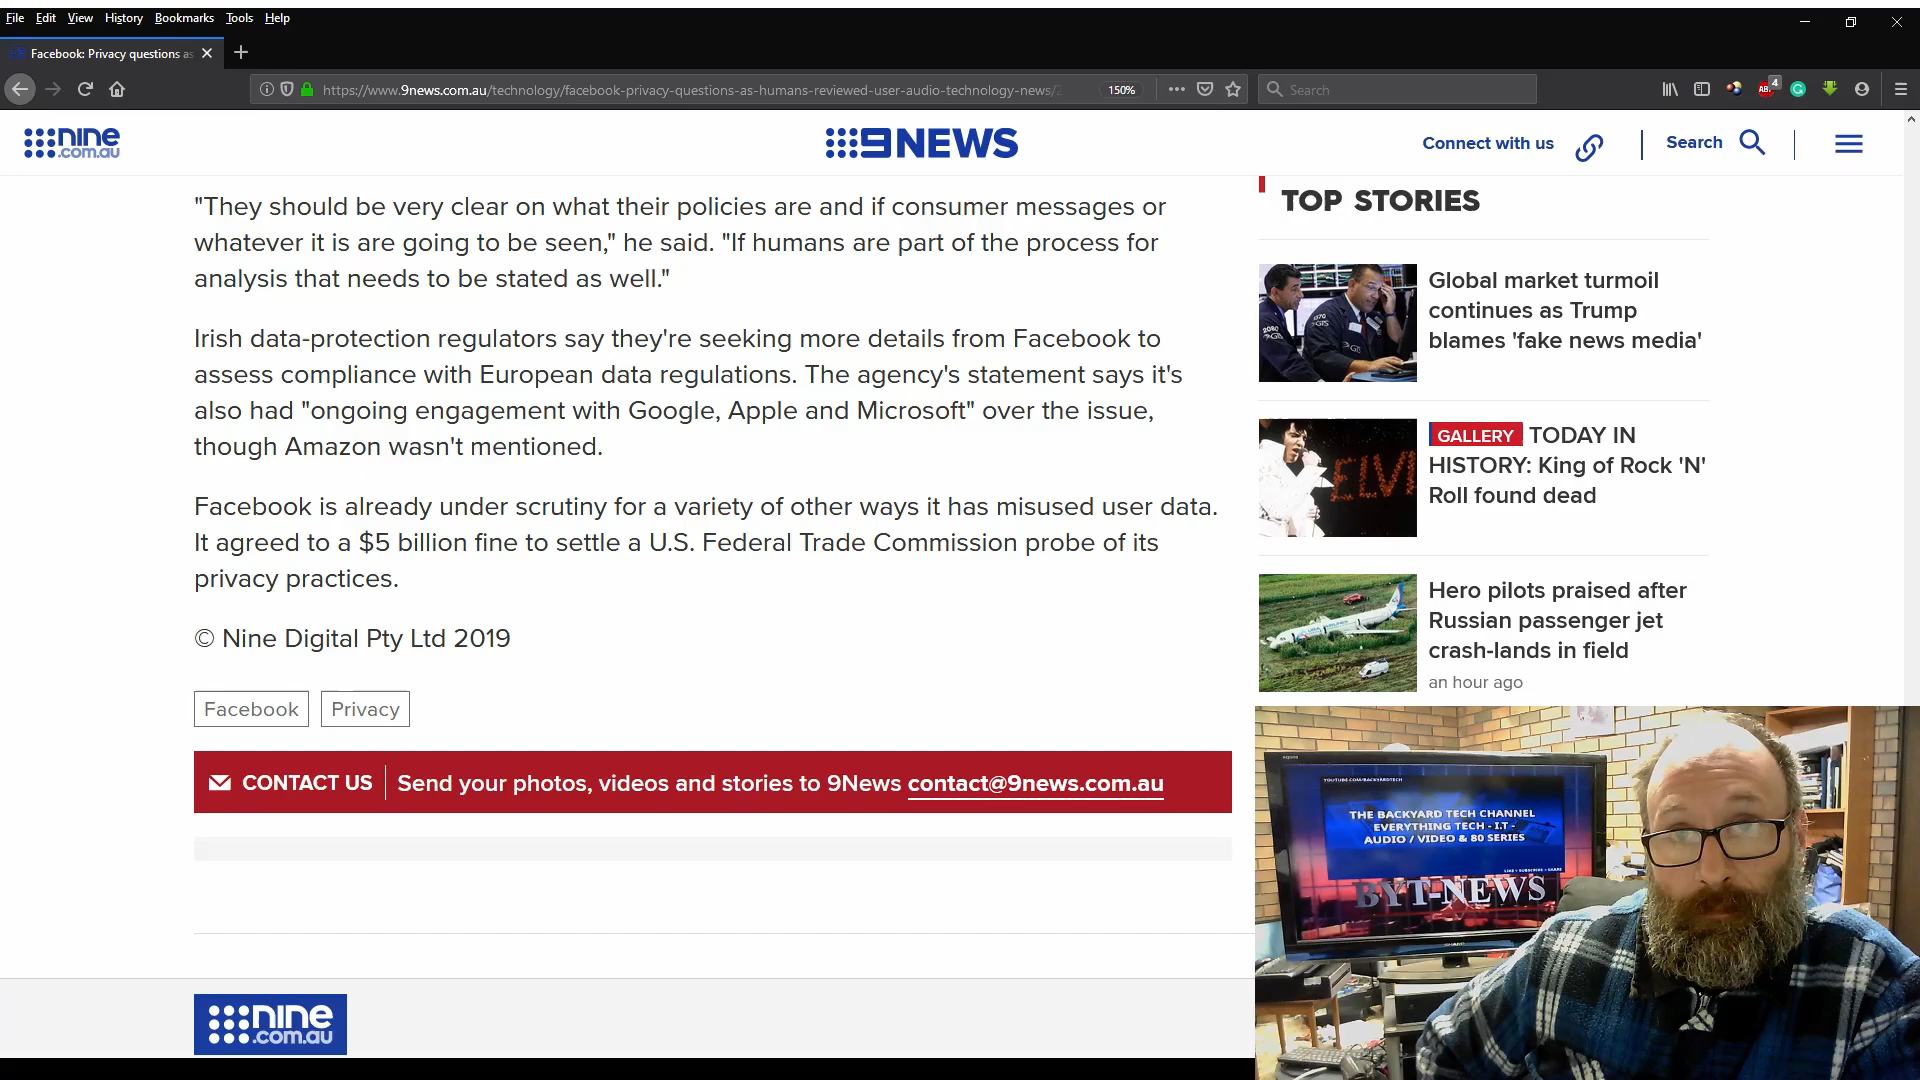 File Edit View History Bookmarks Tools Help
Facebook: Privacy questions as
https://www.9news.com.au/technology/facebook-privacy-questions-as-humans-reviewed-user-audio-technology-news/2
150%
Search
4
ABP
nine
.com.au
9NEWS
Connect with us
Search
"They should be very clear on what their policies are and if consumer messages or
whatever it is are going to be seen," he said. "If humans are part of the process for
analysis that needs to be stated as well."
Irish data-protection regulators say they're seeking more details from Facebook to
assess compliance with European data regulations. The agency's statement says it's
also had "ongoing engagement with Google, Apple and Microsoft" over the issue,
though Amazon wasn't mentioned.
Facebook is already under scrutiny for a variety of other ways it has misused user data.
It agreed to a $5 billion fine to settle a U.S. Federal Trade Commission probe of its
privacy practices.
© Nine Digital Pty Ltd 2019
Facebook
Privacy
CONTACT US
Send your photos, videos and stories to 9News contact@9news.com.au
nine
.com.au
TOP STORIES
Global market turmoil
continues as Trump
blames 'fake news media'
ELVI
GALLERY TODAY IN
HISTORY: King of Rock 'N'
Roll found dead
Hero pilots praised after
Russian passenger jet
crash-lands in field
an hour ago
YOUTUBE.COM/BACKYARDTECH
THE BACKYARD TECH CHANNEL
EVERYTHING TECH - I.T -
AUDIO / VIDEO & 80 SERIES
LIKE + SUBSCRIBE + SHARE
BYT-NEWS
SHARP